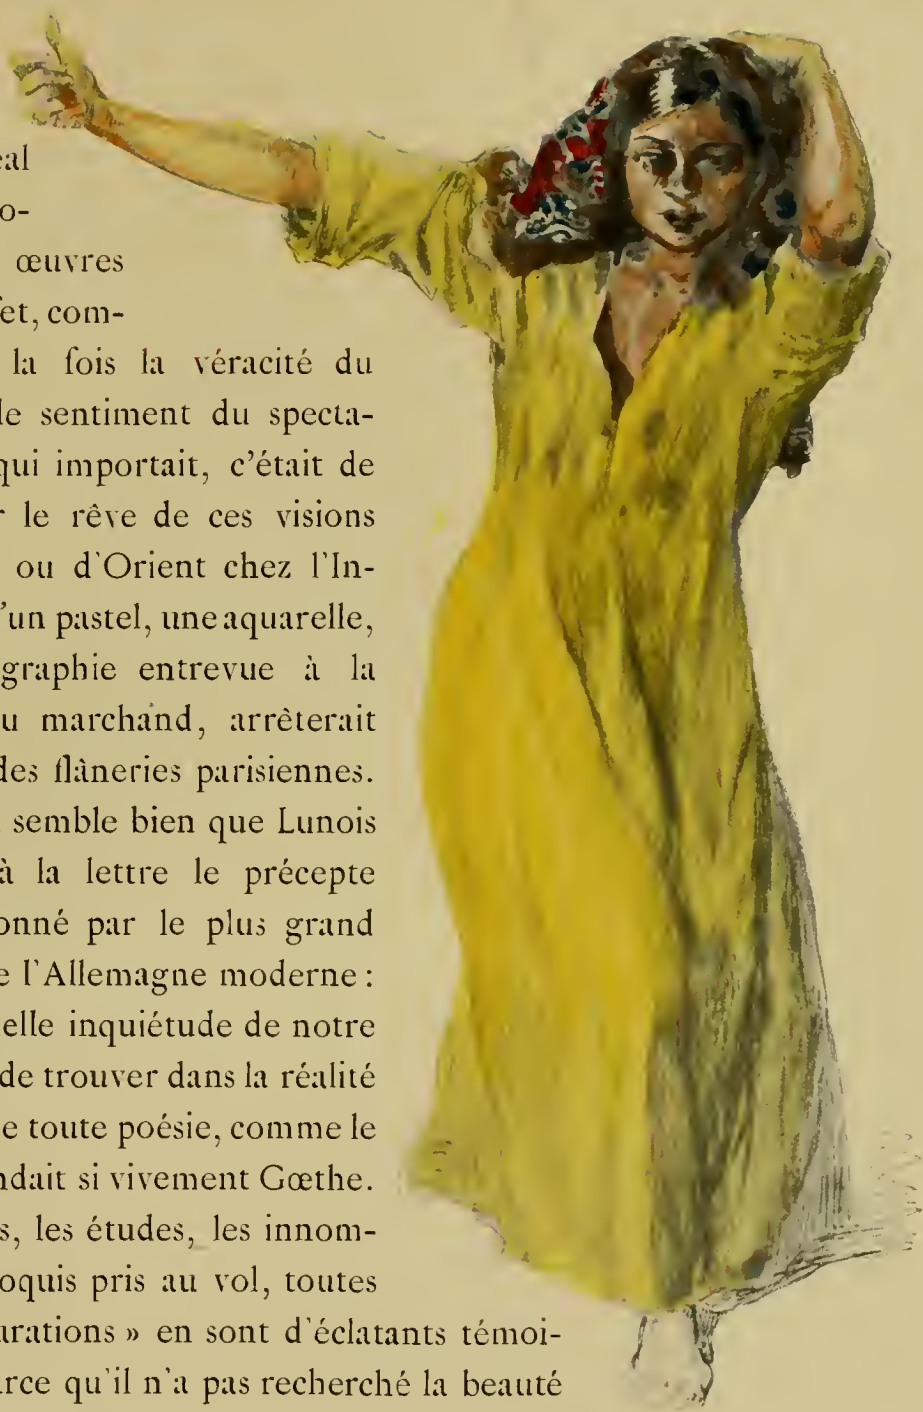 éal
o-
œuvres
et, com-
la fois la véracité du
le sentiment du specta-
qui importait, c'était de
r le rêve de ces visions
ou d'Orient chez l'In-
'un pastel, une aquarelle,
graphie entrevue à la
u marchand, arrêterait
des flâneries parisiennes.
semble bien que Lunois
à la lettre le précepte
onné par le plus grand
e l'Allemagne moderne :
elle inquiétude de notre
de trouver dans la réalité
e toute poésie, comme le
ndait si vivement Gœthe.
s, les études, les innom-
oquis pris au vol, toutes
arations » en sont d'éclatants témoi-
arce qu'il n'a pas recherché la beauté